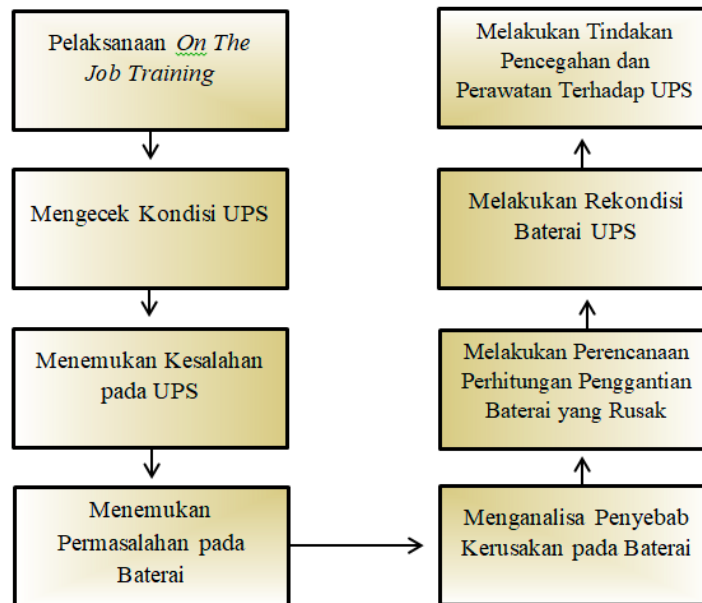 Pelaksanaan On The
Job Training
Mengecek Kondisi UPS
Menemukan Kesalahan
pada UPS
Menemukan
Permasalahan pada
Baterai
Menganalisa Penyebab
Kerusakan pada Baterai
Melakukan Perencanaan
Perhitungan Penggantian
Baterai yang Rusak
Melakukan Rekondisi
Baterai UPS
Melakukan Tindakan
Pencegahan dan
Perawatan Terhadap UPS